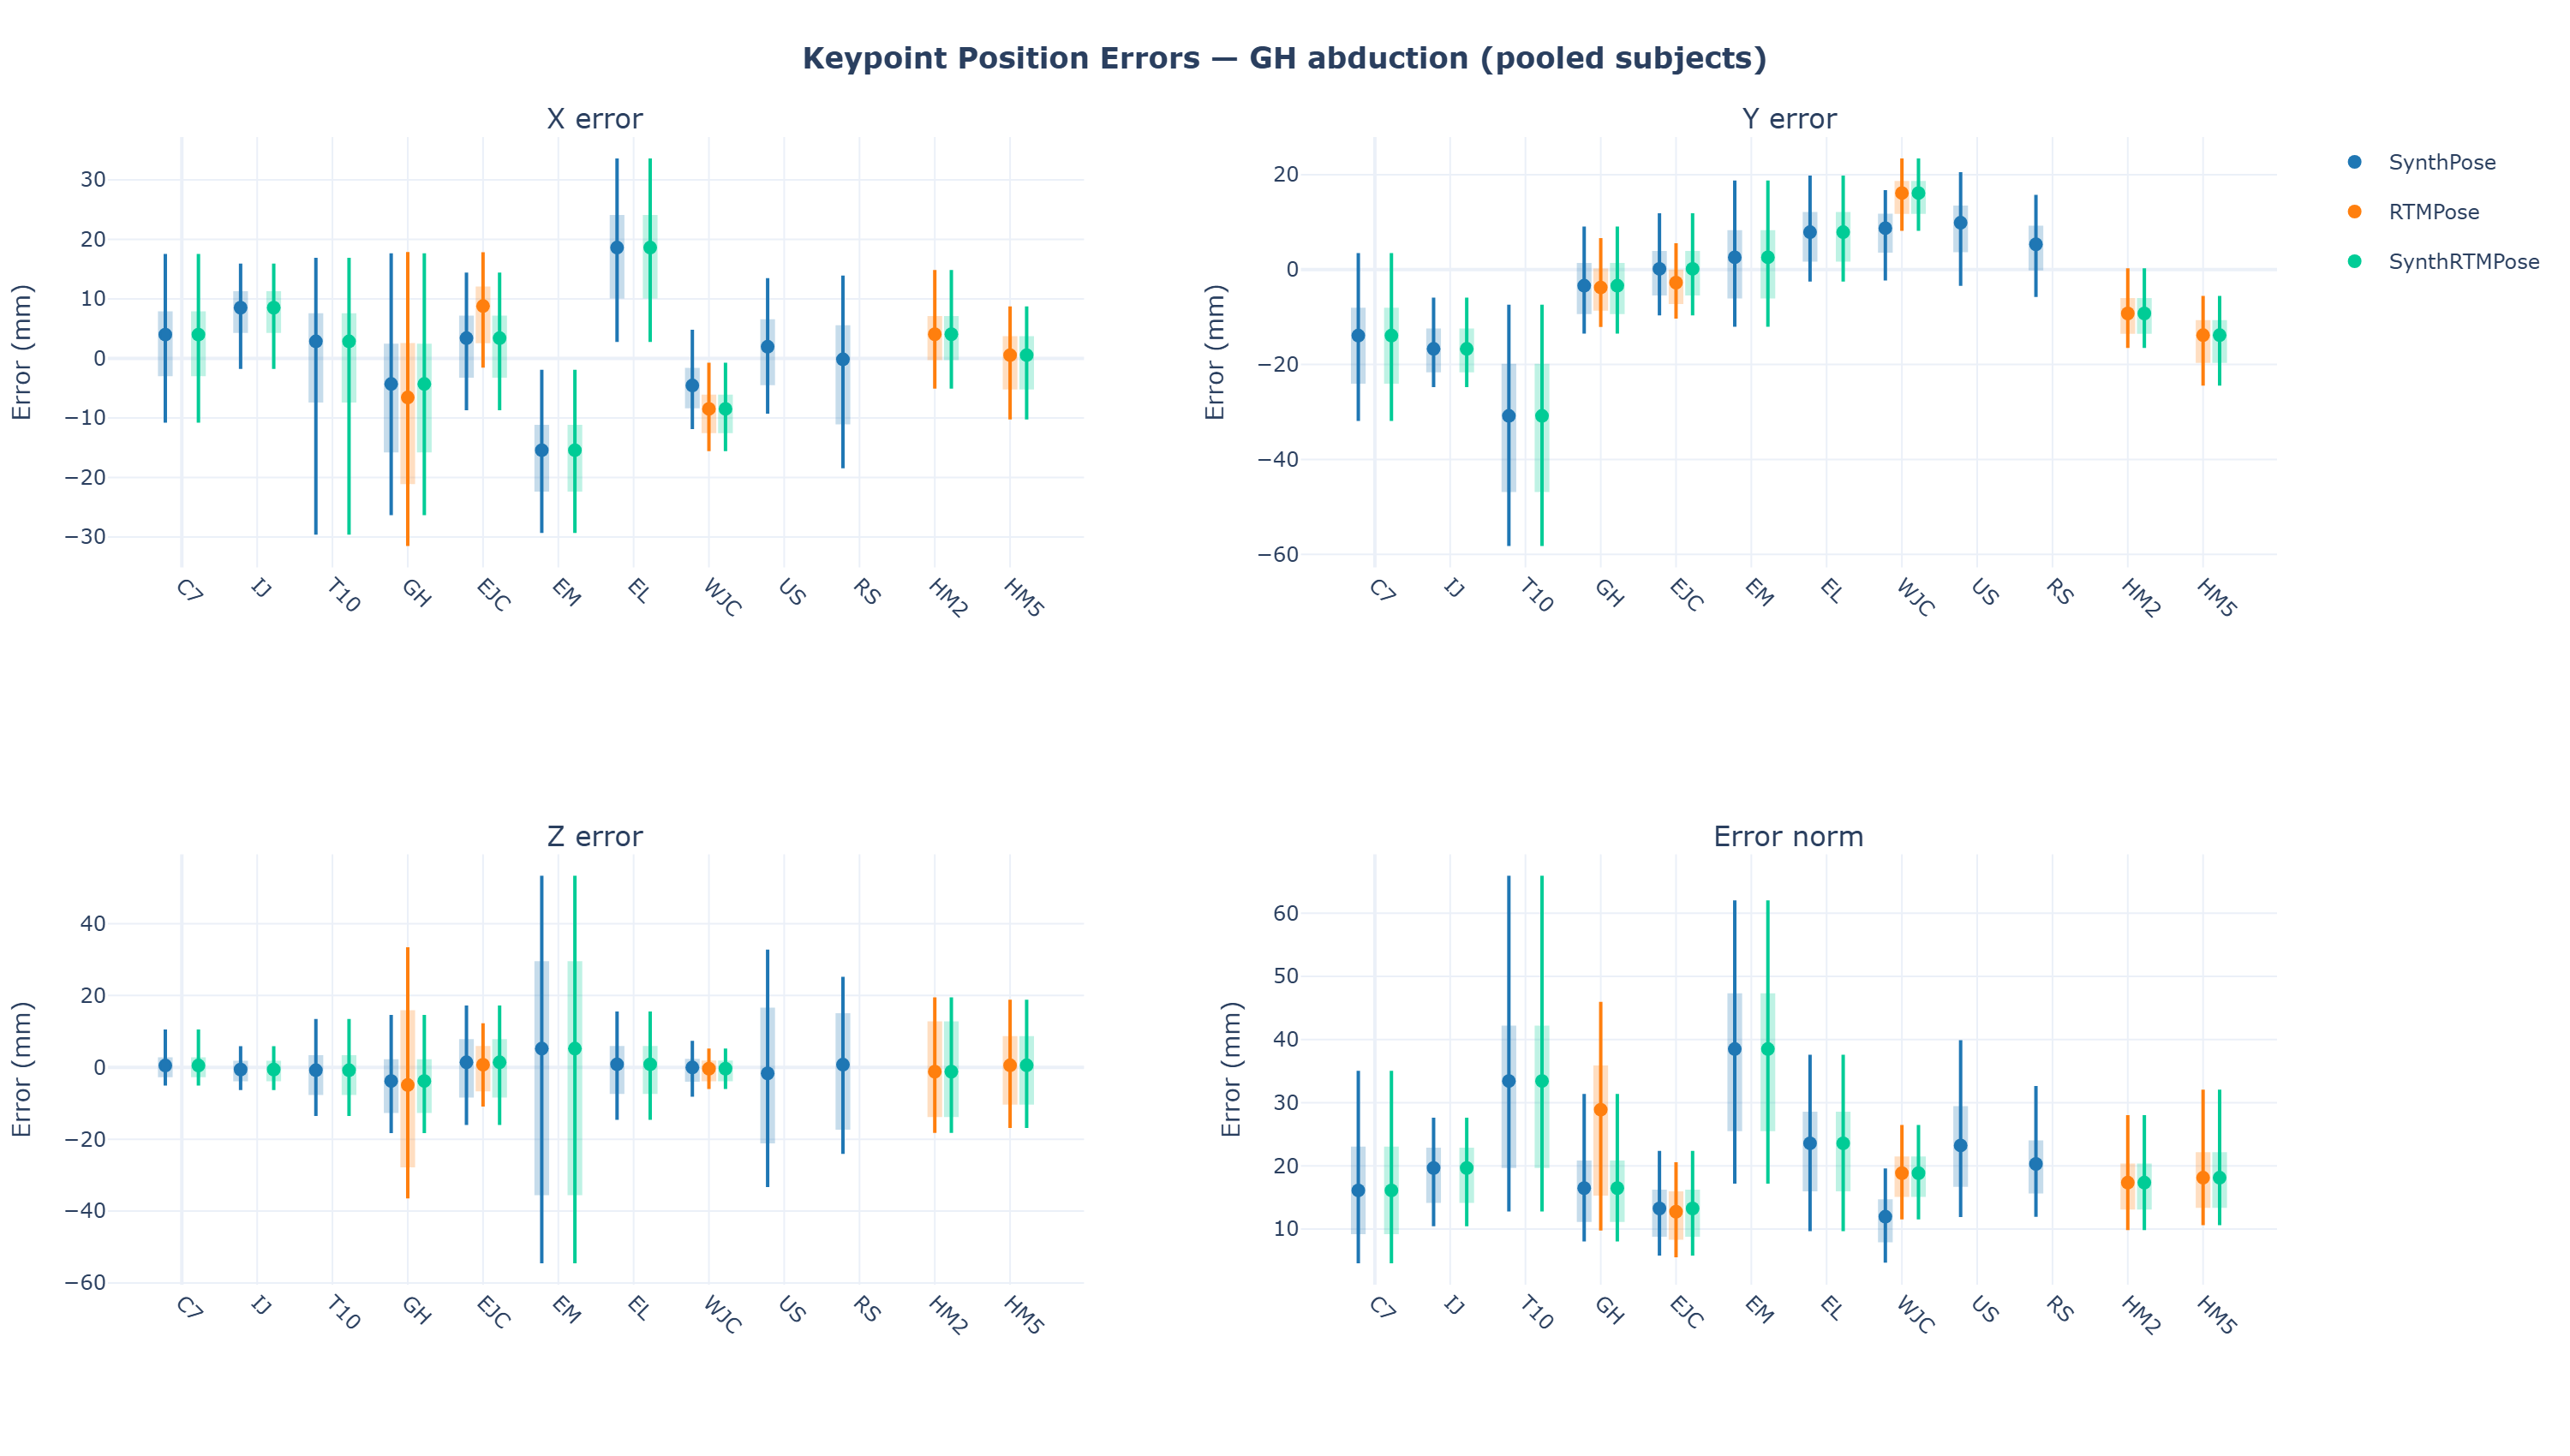 Keypoint Position Errors — GH abduction (pooled subjects)
X error
Error (mm)
30
20
10
0
−10
−20
−30
C7
IJ
T10
GH
EJC
EM
EL
WJC
US
RS
HM2
HM5
Y error
Error (mm)
20
0
−20
−40
−60
C7
IJ
T10
GH
EJC
EM
EL
WJC
US
RS
HM2
HM5
SynthPose
RTMPose
SynthRTMPose
Z error
Error (mm)
40
20
0
−20
−40
−60
C7
IJ
T10
GH
EJC
EM
EL
WJC
US
RS
HM2
HM5
Error norm
Error (mm)
60
50
40
30
20
10
C7
IJ
T10
GH
EJC
EM
EL
WJC
US
RS
HM2
HM5